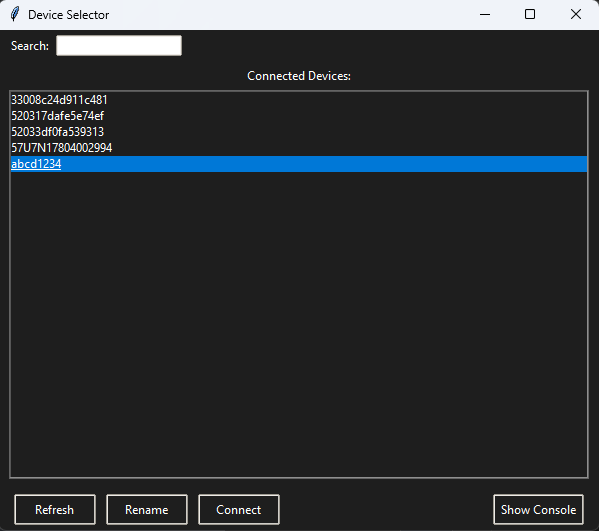 Device Selector
Search:
Connected Devices:
33008c24d911c481
520317dafe5e74ef
52033df0fa539313
57U7N17804002994
abcd1234
Refresh Rename Connect Show Console